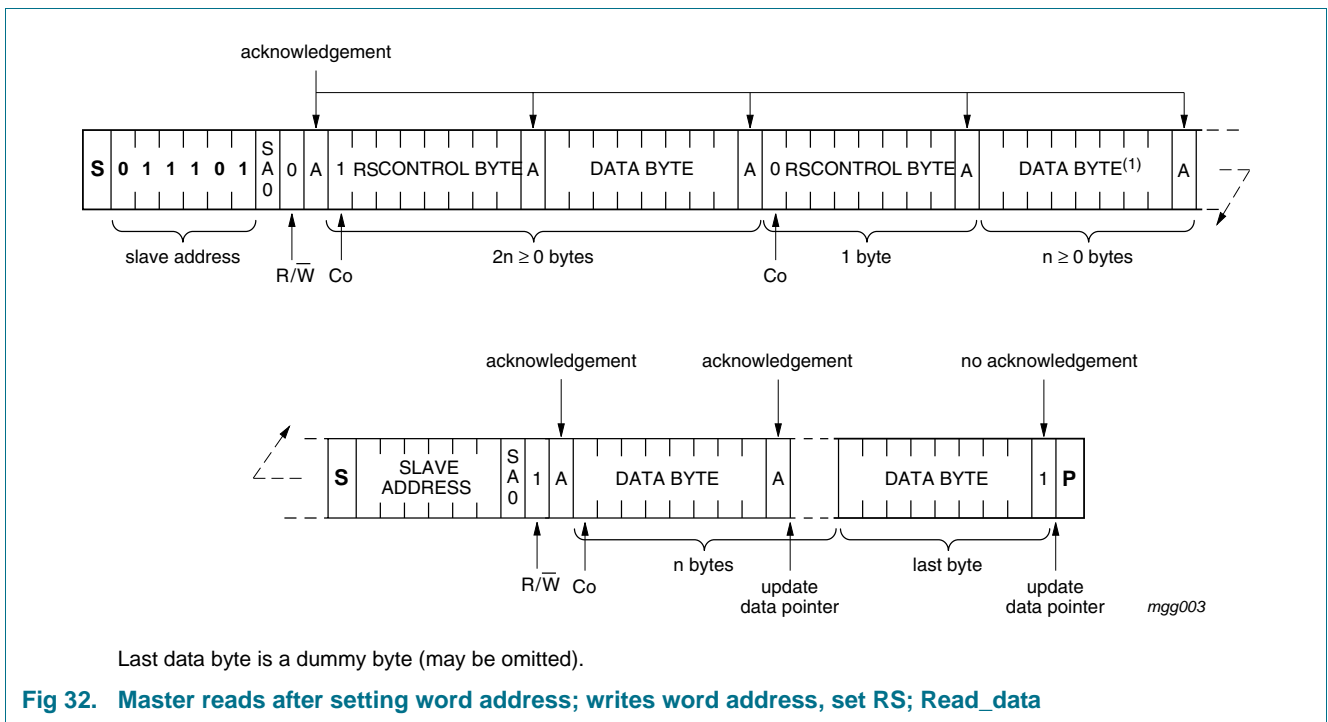 acknowledgement
S 0 1 1 1 0 1 SA0 0 A 1 RS CONTROL BYTE A DATA BYTE A 0 RS CONTROL BYTE A DATA BYTE(1) A
slave address 2n ≥ 0 bytes 1 byte n ≥ 0 bytes
R/W̅ Co Co
acknowledgement acknowledgement no acknowledgement
S SLAVE ADDRESS SA0 1 A DATA BYTE A DATA BYTE 1 P
n bytes last byte
R/W̅ Co update data pointer update data pointer mgg003
Last data byte is a dummy byte (may be omitted).
Fig 32. Master reads after setting word address; writes word address, set RS; Read_data